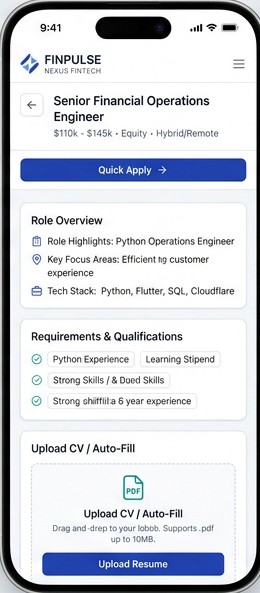 9:41
FINPULSE
NEXUS FINTECH
Senior Financial Operations
Engineer
$110k - $145k • Equity • Hybrid/Remote
Quick Apply →
Role Overview
Role Highlights: Python Operations Engineer
Key Focus Areas: Efficient customer
experience
Tech Stack: Python, Flutter, SQL, Cloudflare
Requirements & Qualifications
Python Experience
Learning Stipend
Strong Skills / & Dued Skills
Strong a 6 year experience
Upload CV / Auto-Fill
PDF
Upload CV / Auto-Fill
Drag and-drep to your lobob. Supports .pdf
up to 10MB.
Upload Resume